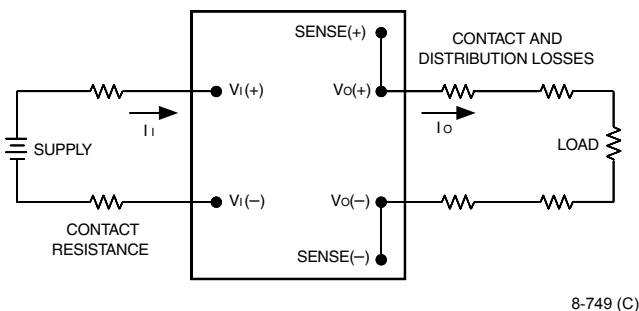 SENSE(+)
CONTACT AND
DISTRIBUTION LOSSES
VI(+)
VO(+)
II
IO
SUPPLY
LOAD
VI(–)
VO(–)
CONTACT
RESISTANCE
SENSE(–)
8-749 (C)